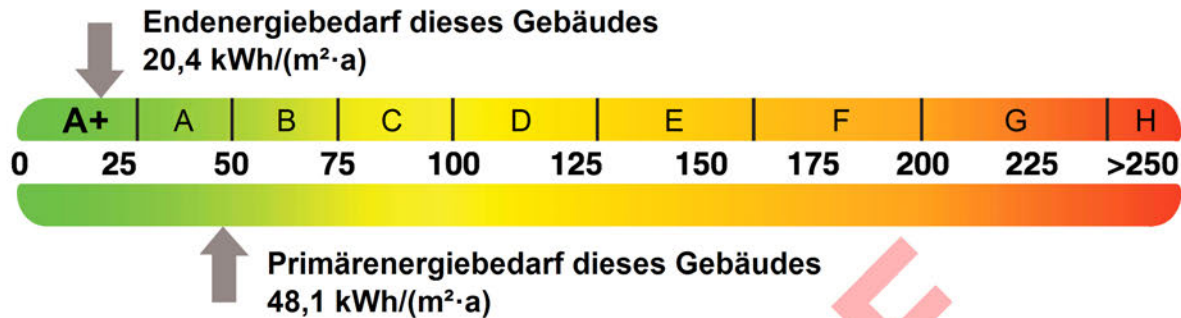 Endenergiebedarf dieses Gebäudes
20,4 kWh/(m²·a)
A+ A B C D E F G H
0 25 50 75 100 125 150 175 200 225 >250
Primärenergiebedarf dieses Gebäudes
48,1 kWh/(m²·a)